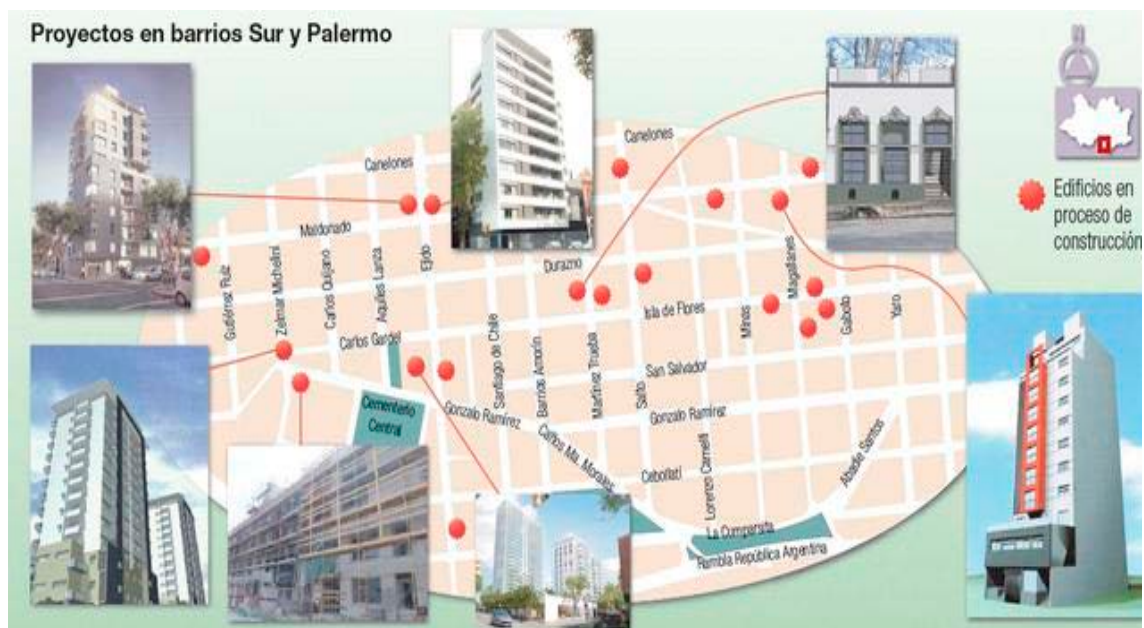 Proyectos en barrios Sur y Palermo
Edificios en
proceso de
construcción
Canelones
Canelones
Maldonado
Durazno
Isla de Flores
Carlos Gardel
San Salvador
Gonzalo Ramírez
Gonzalo Ramírez
Carlos Ma. Morales
Cebollatí
La Cumparsita
Rambla República Argentina
Cementerio
Central
Gutiérrez Ruiz
Zelmar Michelini
Carlos Quijano
Aquiles Lanza
Ejido
Santiago de Chile
Barrios Amorín
Martínez Trueba
Salto
Lorenzo Carnelli
Minas
Magallanes
Gaboto
Yaro
Abadie Santos